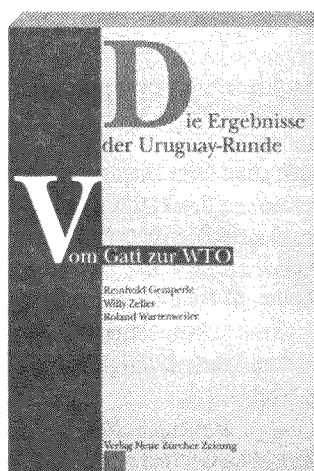 Die Ergebnisse
der Uruguay-Runde
Vom Gatt zur WTO
Reinhold Gemperle
Willy Zeller
Roland Wartenweiler
Verlag Neue Zürcher Zeitung